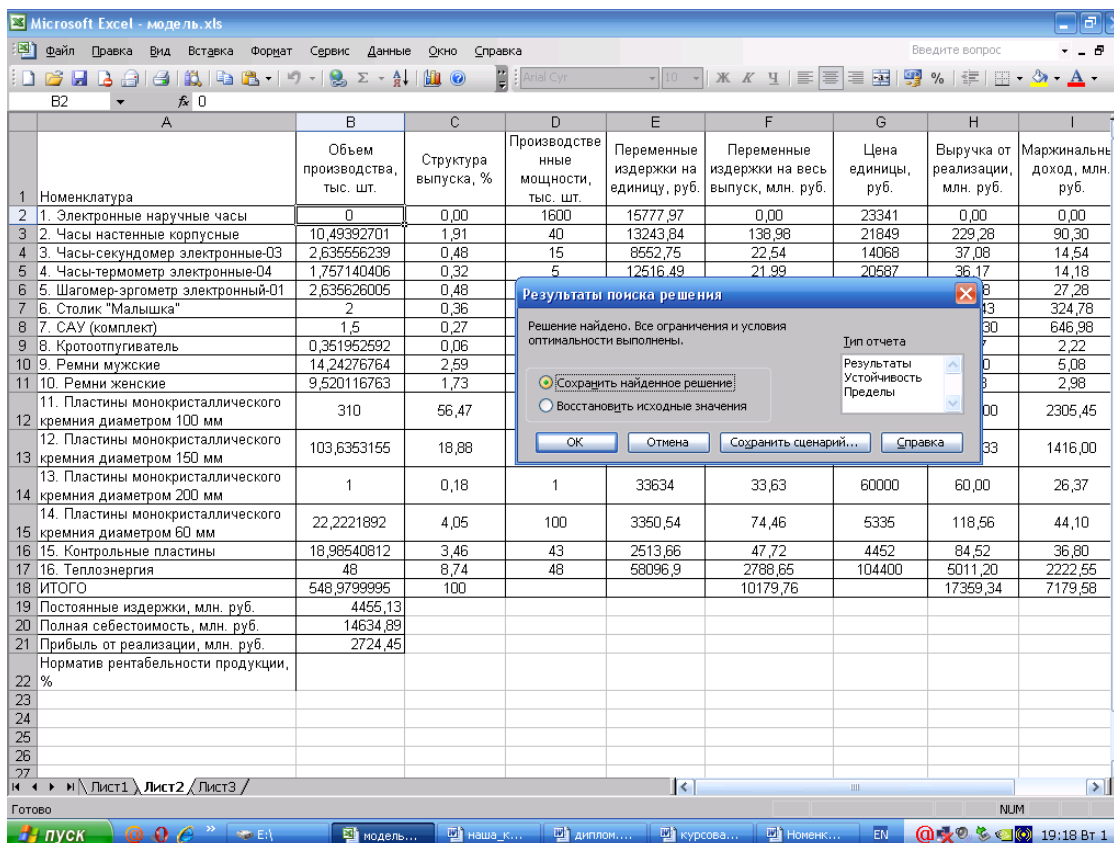 Microsoft Excel - модель.xls
Файл Правка Вид Вставка Формат Сервис Данные Окно Справка Введите вопрос
Arial Cyr 10 Ж К Ч
B2 fx 0
A B C D E F G H I
1 Номенклатура Объем производства, тыс. шт. Структура выпуска, % Производстве нные мощности, тыс. шт. Переменные издержки на единицу, руб. Переменные издержки на весь выпуск, млн. руб. Цена единицы, руб. Выручка от реализации, млн. руб. Маржинальны доход, млн. руб.
2 1. Электронные наручные часы 0 0,00 1600 15777,97 0,00 23341 0,00 0,00
3 2. Часы настенные корпусные 10,49392701 1,91 40 13243,84 138,98 21849 229,28 90,30
4 3. Часы-секундомер электронные-03 2,635556239 0,48 15 8552,75 22,54 14068 37,08 14,54
5 4. Часы-термометр электронные-04 1,757140406 0,32 5 12516,49 21,99 20587 36,17 14,18
6 5. Шагомер-эргометр электронный-01 2,635626005 0,48 27,28
7 6. Столик "Малышка" 2 0,36 43 324,78
8 7. САУ (комплект) 1,5 0,27 30 646,98
9 8. Кротоотпугиватель 0,351952592 0,06 2,22
10 9. Ремни мужские 14,24276764 2,59 5,08
11 10. Ремни женские 9,520116763 1,73 2,98
12 11. Пластины монокристаллического кремния диаметром 100 мм 310 56,47 00 2305,45
13 12. Пластины монокристаллического кремния диаметром 150 мм 103,6353155 18,88 33 1416,00
14 13. Пластины монокристаллического кремния диаметром 200 мм 1 0,18 1 33634 33,63 60000 60,00 26,37
15 14. Пластины монокристаллического кремния диаметром 60 мм 22,2221892 4,05 100 3350,54 74,46 5335 118,56 44,10
16 15. Контрольные пластины 18,98540812 3,46 43 2513,66 47,72 4452 84,52 36,80
17 16. Теплоэнергия 48 8,74 48 58096,9 2788,65 104400 5011,20 2222,55
18 ИТОГО 548,9799995 100 10179,76 17359,34 7179,58
19 Постоянные издержки, млн. руб. 4455,13
20 Полная себестоимость, млн. руб. 14634,89
21 Прибыль от реализации, млн. руб. 2724,45
22 Норматив рентабельности продукции, %
23
24
25
26
27
Результаты поиска решения
Решение найдено. Все ограничения и условия
оптимальности выполнены.
Тип отчета
Результаты
Устойчивость
Пределы
Сохранить найденное решение
Восстановить исходные значения
ОК Отмена Сохранить сценарий... Справка
Лист1 Лист2 Лист3
Готово NUM
пуск E:\ модель... наша_к... диплом.... курсова... Номенк... EN 19:18 Вт 1